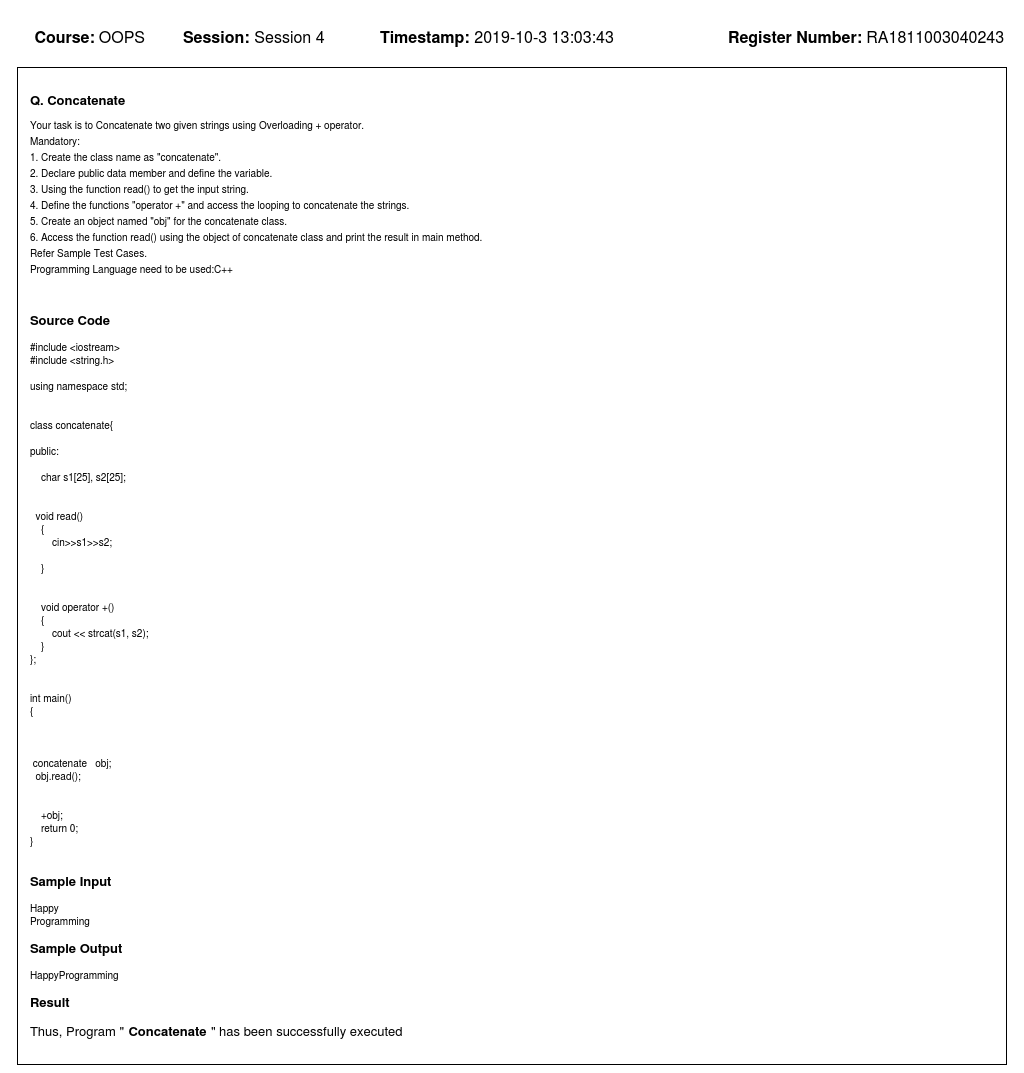 Course: OOPS Session: Session 4 Timestamp: 2019-10-3 13:03:43 Register Number: RA1811003040243
Q. Concatenate
Your task is to Concatenate two given strings using Overloading + operator.
Mandatory:
1. Create the class name as "concatenate".
2. Declare public data member and define the variable.
3. Using the function read() to get the input string.
4. Define the functions "operator +" and access the looping to concatenate the strings.
5. Create an object named "obj" for the concatenate class.
6. Access the function read() using the object of concatenate class and print the result in main method.
Refer Sample Test Cases.
Programming Language need to be used:C++
Source Code
#include <iostream>
#include <string.h>
using namespace std;
class concatenate{
public:
char s1[25], s2[25];
void read()
{
cin>>s1>>s2;
}
void operator +()
{
cout << strcat(s1, s2);
}
};
int main()
{
concatenate   obj;
obj.read();
+obj;
return 0;
}
Sample Input
Happy
Programming
Sample Output
HappyProgramming
Result
Thus, Program " Concatenate " has been successfully executed